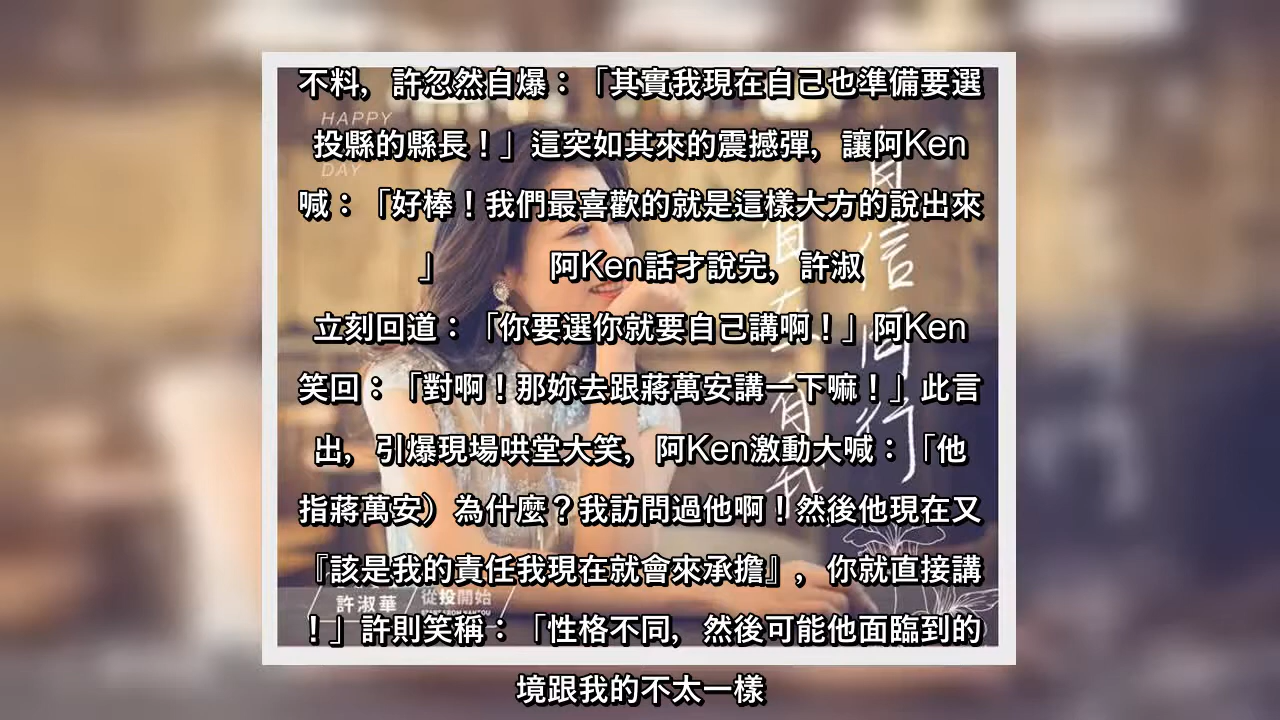 不料，許忽然自爆：「其實我現在自己也準備要選
投縣的縣長！」這突如其來的震撼彈，讓阿Ken
喊：「好棒！我們最喜歡的就是這樣大方的說出來
」　　　阿Ken話才說完，許淑
立刻回道：「你要選你就要自己講啊！」阿Ken
笑回：「對啊！那妳去跟蔣萬安講一下嘛！」此言
出，引爆現場哄堂大笑，阿Ken激動大喊：「他
指蔣萬安）為什麼？我訪問過他啊！然後他現在又
『該是我的責任我現在就會來承擔』，你就直接講
！」許則笑稱：「性格不同，然後可能他面臨到的
境跟我的不太一樣
HAPPY
DAY
自信同行
許淑華
從投開始
START FROM NANTOU